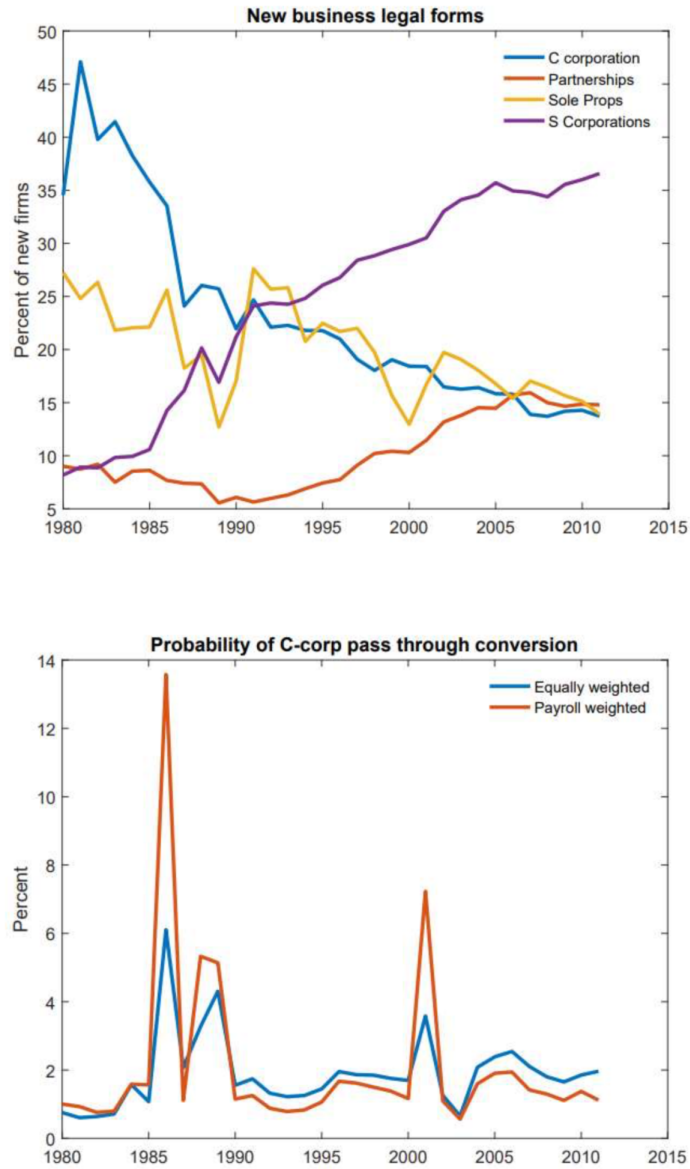 New business legal forms
50
45
40
35
30
25
20
15
10
5
Percent of new firms
C corporation
Partnerships
Sole Props
S Corporations
1980 1985 1990 1995 2000 2005 2010 2015
Probability of C-corp pass through conversion
14
12
10
8
6
4
2
0
Percent
Equally weighted
Payroll weighted
1980 1985 1990 1995 2000 2005 2010 2015